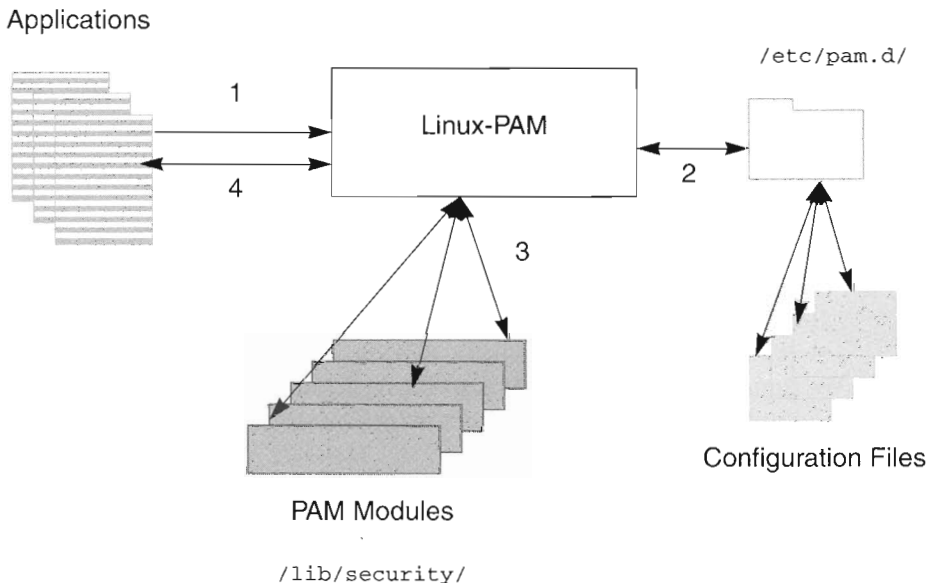 Applications
/etc/pam.d/
1
Linux-PAM
2
4
3
Configuration Files
PAM Modules
/lib/security/